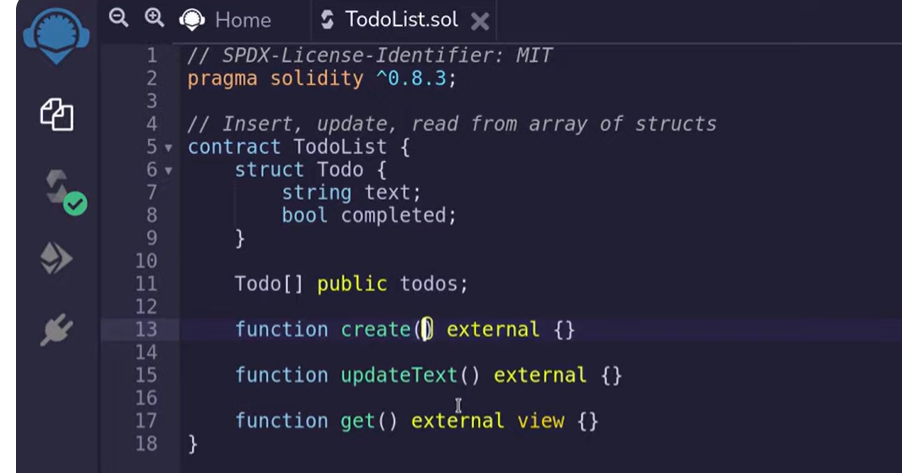 Home TodoList.sol
1 // SPDX-License-Identifier: MIT
2 pragma solidity ^0.8.3;
3
4 // Insert, update, read from array of structs
5 contract TodoList {
6 struct Todo {
7 string text;
8 bool completed;
9 }
10
11 Todo[] public todos;
12
13 function create() external {}
14
15 function updateText() external {}
16
17 function get() external view {}
18 }